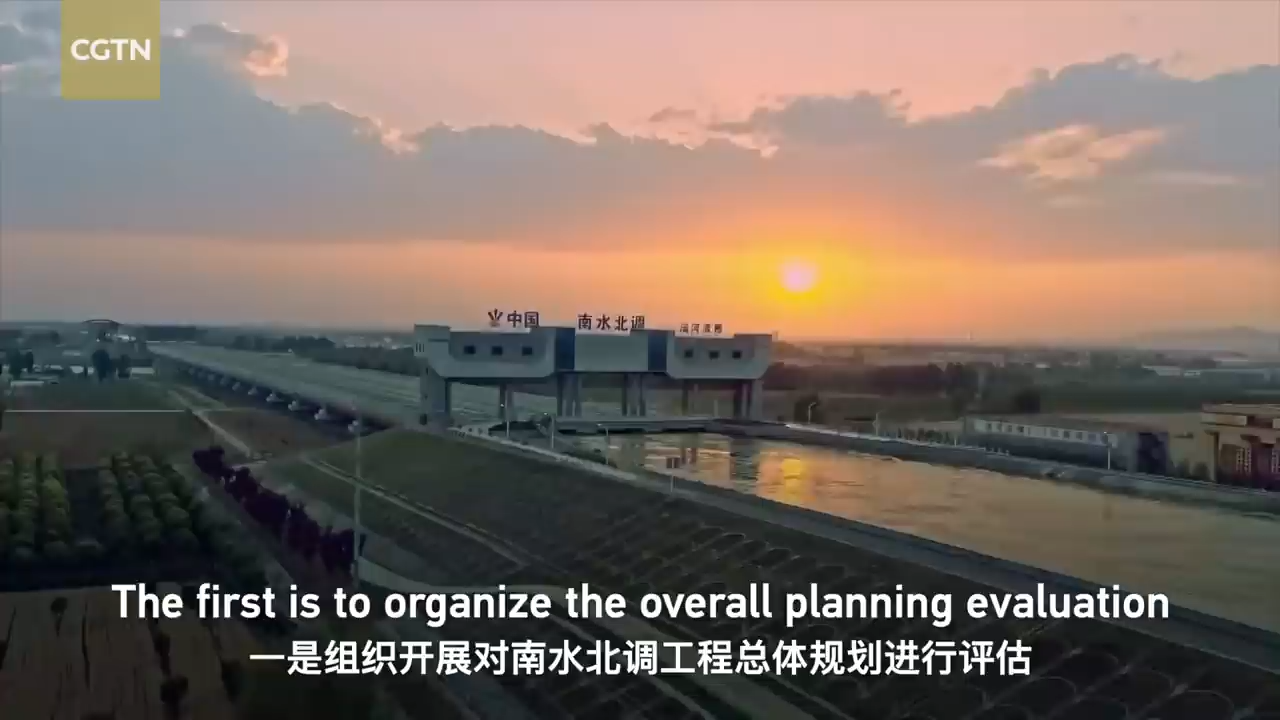 CGTN
中国 南水北调
The first is to organize the overall planning evaluation
一是组织开展对南水北调工程总体规划进行评估